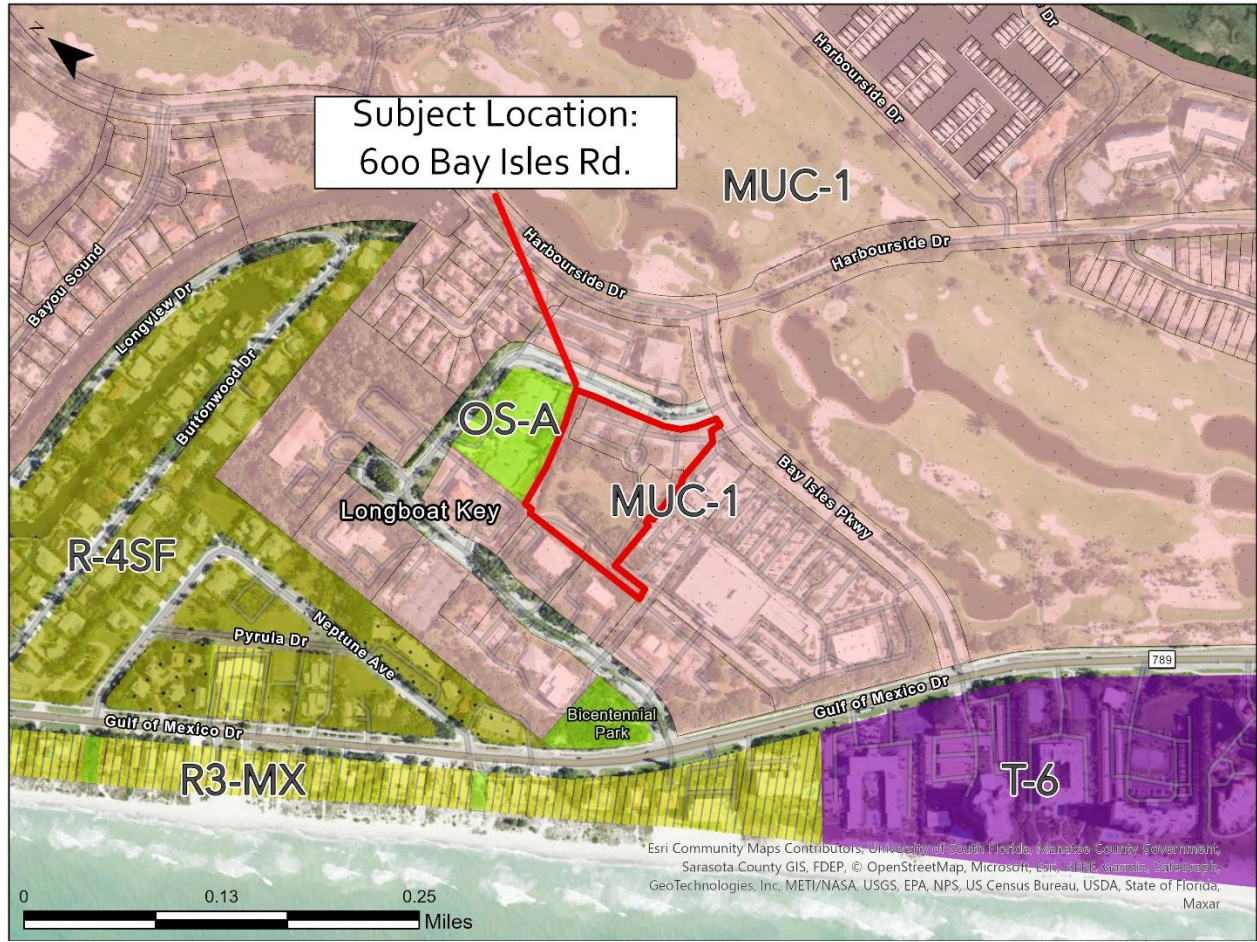 Harbourside Dr
Dr
N
Subject Location:
600 Bay Isles Rd.
MUC-1
Harbourside Dr
Harbourside Dr
Bayou Sound
Longview Dr
Buttonwood Dr
OS-A
MUC-1
Bay Isles Pkwy
Longboat Key
R-4SF
Neptune Ave
Pyrula Dr
789
Gulf of Mexico Dr
Bicentennial
Park
Gulf of Mexico Dr
R3-MX
T-6
Esri Community Maps Contributors, University of South Florida, Manatee County Government,
Sarasota County GIS, FDEP, © OpenStreetMap, Microsoft, Esri, HERE, Garmin, SafeGraph,
GeoTechnologies, Inc, METI/NASA, USGS, EPA, NPS, US Census Bureau, USDA, State of Florida,
Maxar
0 0.13 0.25
Miles